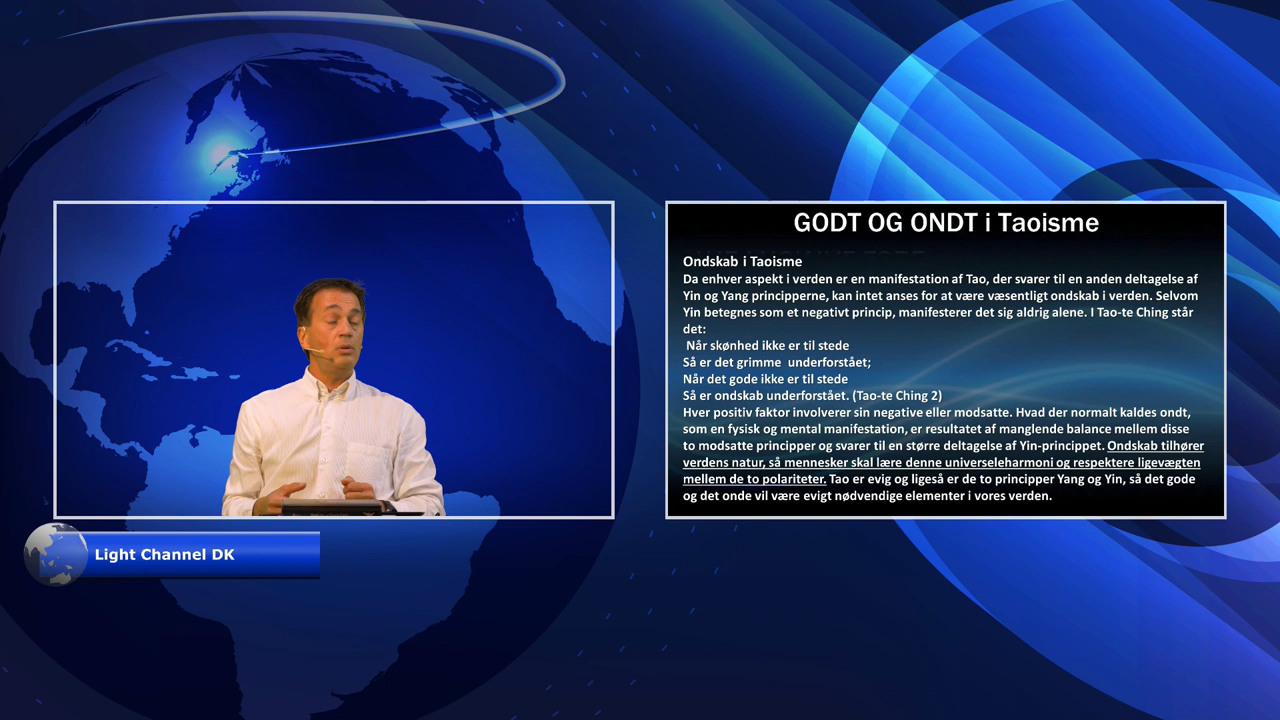 GODT OG ONDT i Taoisme
Ondskab i Taoisme
Da enhver aspekt i verden er en manifestation af Tao, der svarer til en anden deltagelse af
Yin og Yang principperne, kan intet anses for at være væsentligt ondskab i verden. Selvom
Yin betegnes som et negativt princip, manifesterer det sig aldrig alene. I Tao-te Ching står
det:
Når skønhed ikke er til stede
Så er det grimme underforstået;
Når det gode ikke er til stede
Så er ondskab underforstået. (Tao-te Ching 2)
Hver positiv faktor involverer sin negative eller modsatte. Hvad der normalt kaldes ondt,
som en fysisk og mental manifestation, er resultatet af manglende balance mellem disse
to modsatte principper og svarer til en større deltagelse af Yin-princippet. Ondskab tilhører
verdens natur, så mennesker skal lære denne universeleharmoni og respektere ligevægten
mellem de to polariteter. Tao er evig og ligeså er de to principper Yang og Yin, så det gode
og det onde vil være evigt nødvendige elementer i vores verden.
Light Channel DK